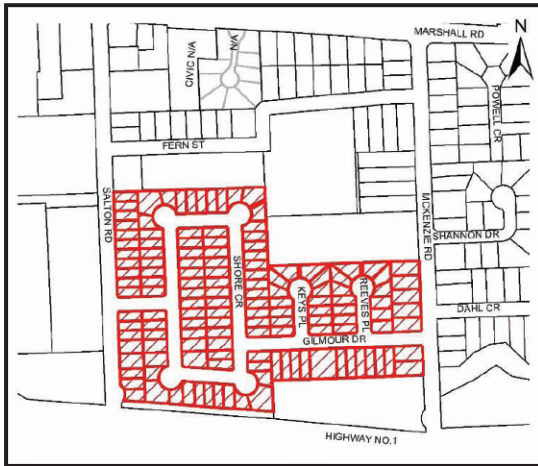 MARSHALL RD
N
N/A
CIVIC N/A
POWELL CR
FERN ST
SALTON RD
MCKENZIE RD
SHANNON DR
SHORE CR
KEYS PL
REEVES PL
DAHL CR
GILMOUR DR
HIGHWAY NO.1